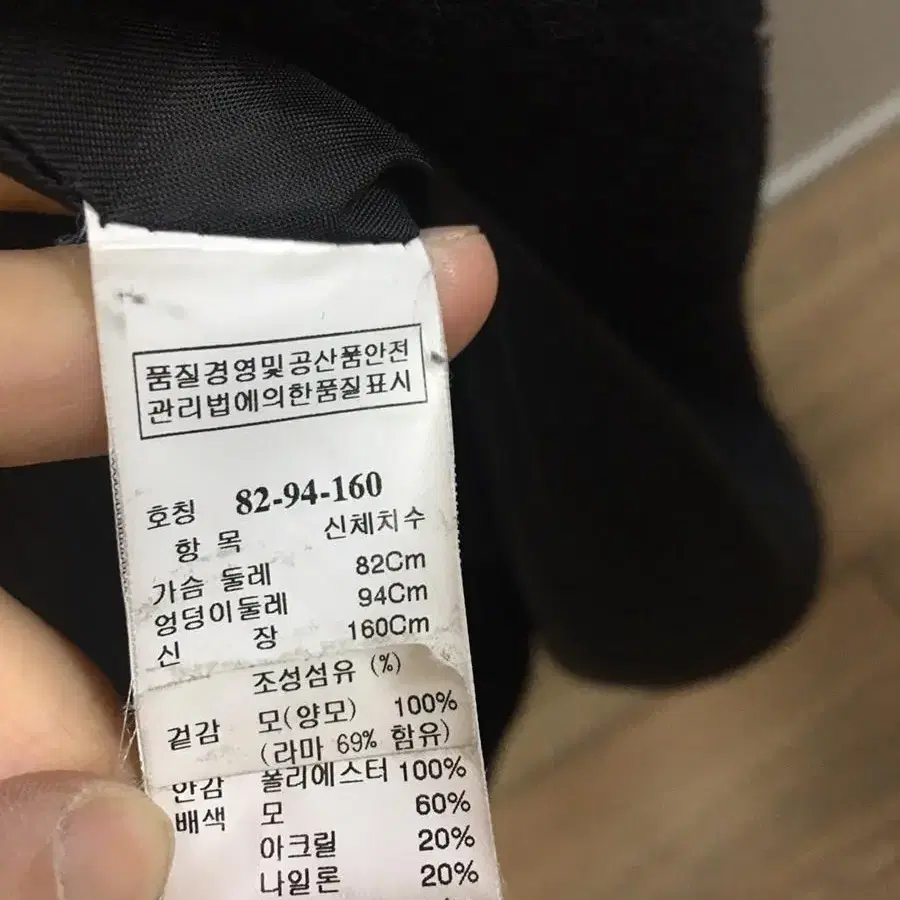 품질경영및공산품안전
관리법에의한품질표시
호칭 82-94-160
항 목 신체치수
가슴 둘레 82Cm
엉덩이둘레 94Cm
신 장 160Cm
조성섬유 (%)
겉감 모(양모) 100%
(라마 69% 함유)
안감 폴리에스터 100%
배색 모 60%
아크릴 20%
나일론 20%